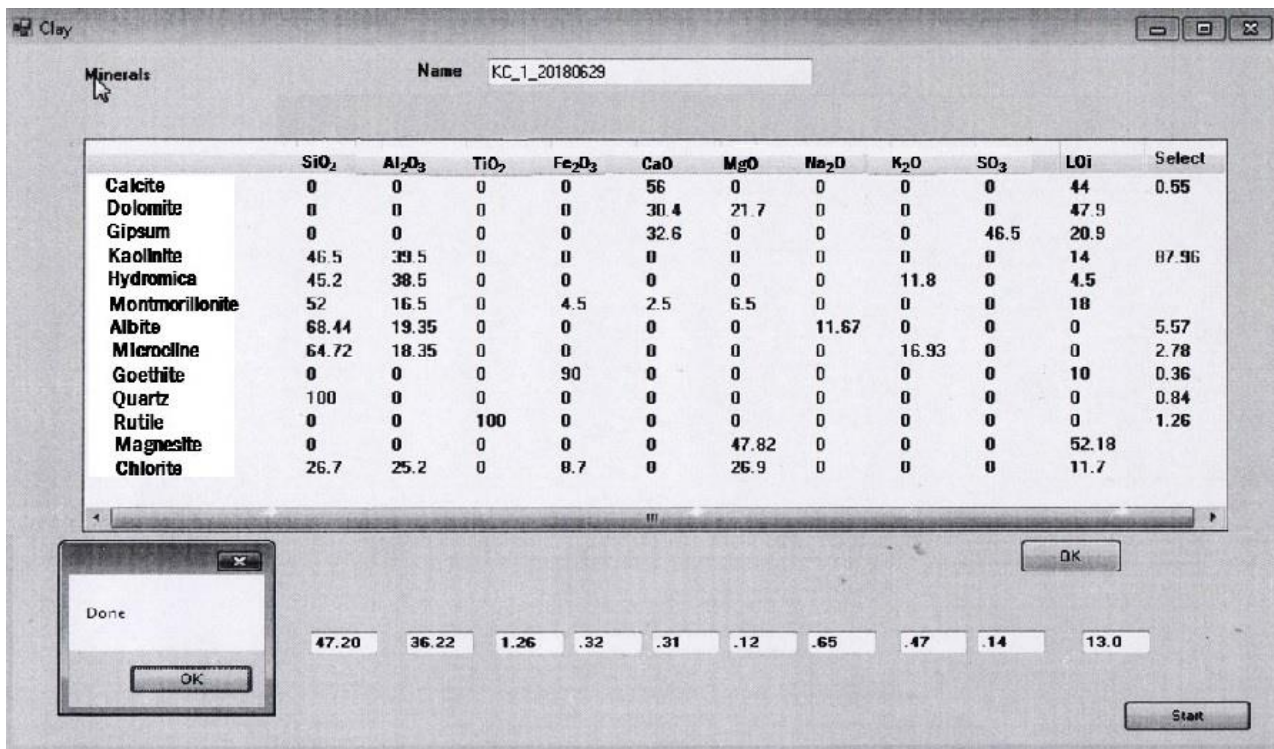 Clay
Minerals Name KC_1_20180629
SiO₂ Al₂O₃ TiO₂ Fe₂O₃ CaO MgO Na₂O K₂O SO₃ LOi Select
Calcite 0 0 0 0 56 0 0 0 0 44 0.55
Dolomite 0 0 0 0 30.4 21.7 0 0 0 47.9
Gipsum 0 0 0 0 32.6 0 0 0 46.5 20.9
Kaolinite 46.5 39.5 0 0 0 0 0 0 0 14 87.96
Hydromica 45.2 38.5 0 0 0 0 0 11.8 0 4.5
Montmorillonite 52 16.5 0 4.5 2.5 6.5 0 0 0 18
Albite 68.44 19.35 0 0 0 0 11.67 0 0 0 5.57
Microcline 64.72 18.35 0 0 0 0 0 16.93 0 0 2.78
Goethite 0 0 0 90 0 0 0 0 0 10 0.36
Quartz 100 0 0 0 0 0 0 0 0 0 0.84
Rutile 0 0 100 0 0 0 0 0 0 0 1.26
Magnesite 0 0 0 0 0 47.82 0 0 0 52.18
Chlorite 26.7 25.2 0 8.7 0 26.9 0 0 0 11.7
OK
Done
47.20 36.22 1.26 .32 .31 .12 .65 .47 .14 13.0
OK
Start